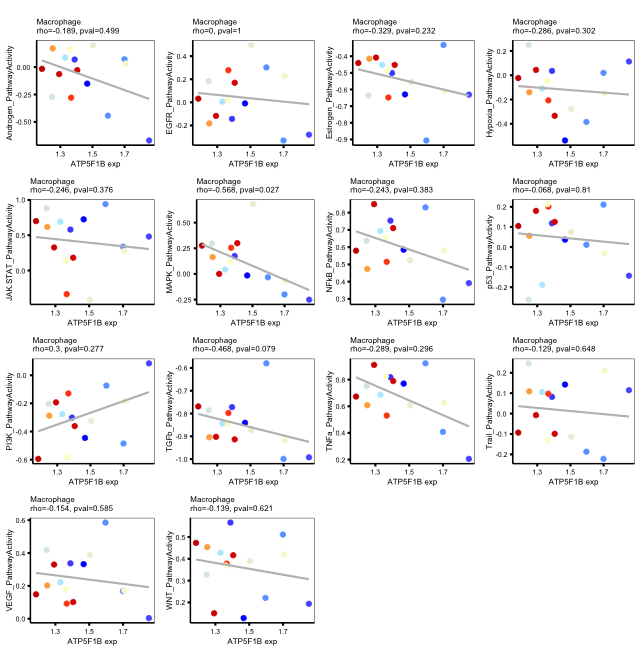 Macrophage
rho=-0.189, pval=0.499
Androgen_PathwayActivity
0.00
-0.25
-0.50
1.3 1.5 1.7
ATP5F1B exp
Macrophage
rho=0, pval=1
EGFR_PathwayActivity
0.4
0.2
0.0
-0.2
1.3 1.5 1.7
ATP5F1B exp
Macrophage
rho=-0.329, pval=0.232
Estrogen_PathwayActivity
-0.4
-0.5
-0.6
-0.7
-0.8
-0.9
1.3 1.5 1.7
ATP5F1B exp
Macrophage
rho=-0.286, pval=0.302
Hypoxia_PathwayActivity
0.2
0.0
-0.2
-0.4
1.3 1.5 1.7
ATP5F1B exp
Macrophage
rho=-0.246, pval=0.376
JAK-STAT_PathwayActivity
1.0
0.5
0.0
1.3 1.5 1.7
ATP5F1B exp
Macrophage
rho=-0.568, pval=0.027
MAPK_PathwayActivity
0.50
0.25
0.00
-0.25
1.3 1.5 1.7
ATP5F1B exp
Macrophage
rho=-0.243, pval=0.383
NFkB_PathwayActivity
0.8
0.7
0.6
0.5
0.4
0.3
1.3 1.5 1.7
ATP5F1B exp
Macrophage
rho=-0.068, pval=0.81
p53_PathwayActivity
0.2
0.1
0.0
-0.1
-0.2
1.3 1.5 1.7
ATP5F1B exp
Macrophage
rho=0.3, pval=0.277
PI3K_PathwayActivity
0.0
-0.2
-0.4
-0.6
1.3 1.5 1.7
ATP5F1B exp
Macrophage
rho=-0.468, pval=0.079
TGFb_PathwayActivity
-0.6
-0.7
-0.8
-0.9
-1.0
1.3 1.5 1.7
ATP5F1B exp
Macrophage
rho=-0.289, pval=0.296
TNFa_PathwayActivity
0.8
0.6
0.4
0.2
1.3 1.5 1.7
ATP5F1B exp
Macrophage
rho=-0.129, pval=0.648
Trail_PathwayActivity
0.2
0.1
0.0
-0.1
-0.2
1.3 1.5 1.7
ATP5F1B exp
Macrophage
rho=-0.154, pval=0.585
VEGF_PathwayActivity
0.6
0.4
0.2
0.0
1.3 1.5 1.7
ATP5F1B exp
Macrophage
rho=-0.139, pval=0.621
WNT_PathwayActivity
0.5
0.4
0.3
0.2
1.3 1.5 1.7
ATP5F1B exp